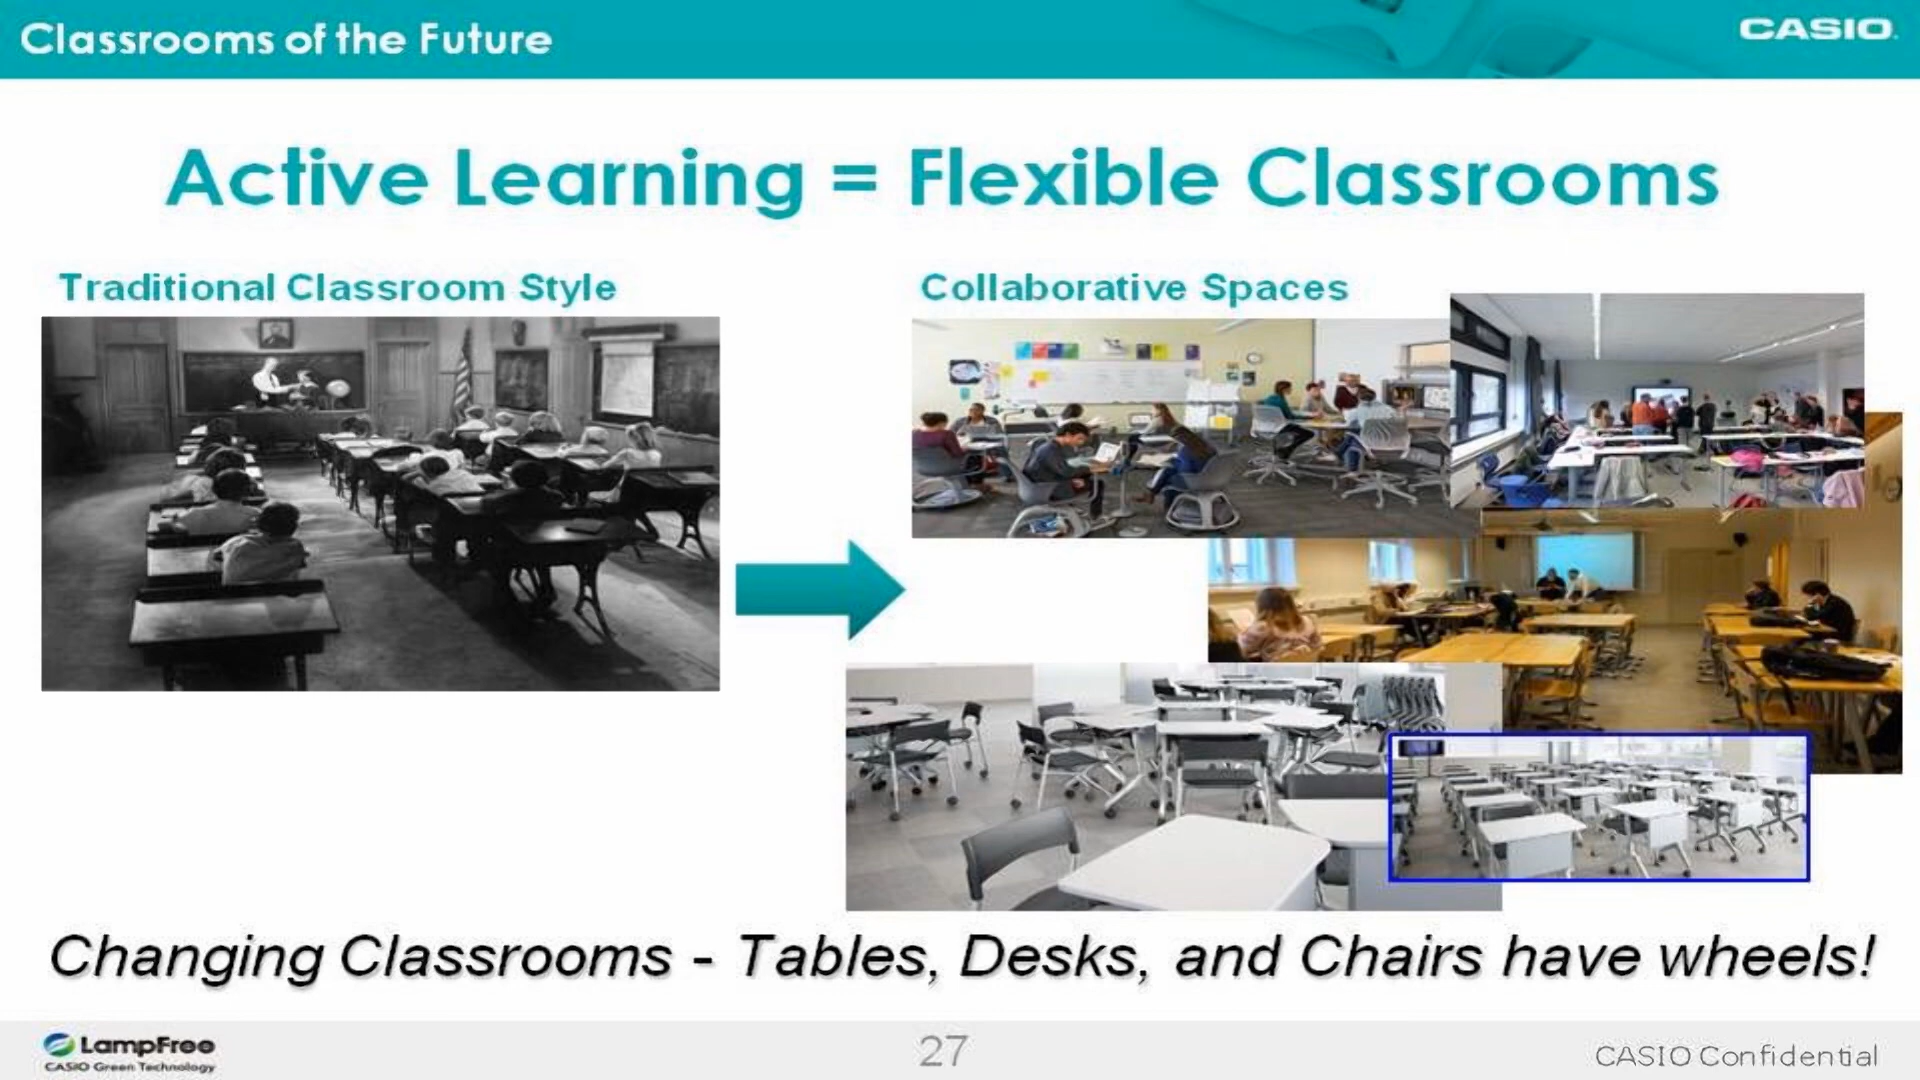 Classrooms of the Future
CASIO
Active Learning = Flexible Classrooms
Traditional Classroom Style
Collaborative Spaces
Changing Classrooms - Tables, Desks, and Chairs have wheels!
LampFree
CASIO Green Technology
27
CASIO Confidential